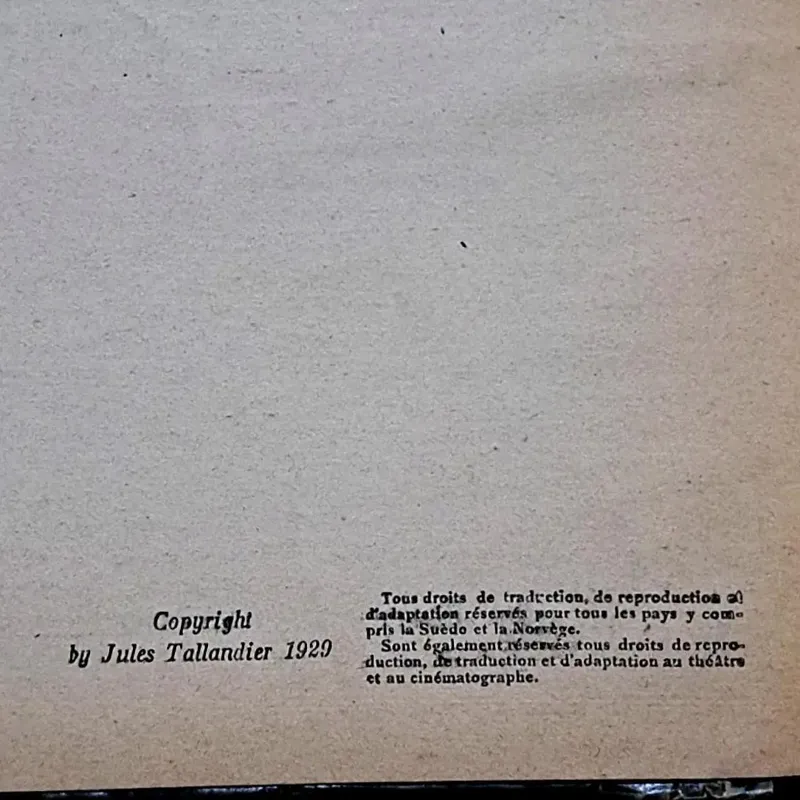 Copyright
by Jules Tallandier 1929
Tous droits de traduction, de reproduction et
d'adaptation réservés pour tous les pays y com-
pris la Suède et la Norvège.
Sont également réservés tous droits de repro-
duction, de traduction et d'adaptation au théâtre
et au cinématographe.